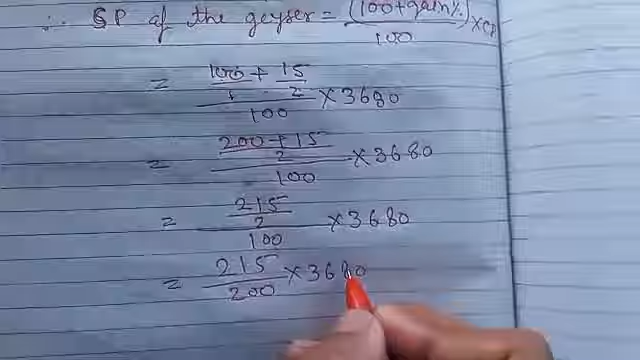 ∴ SP of the geyser = (100+gain%)/100 × CP
= (100/1 + 15/2)/100 × 3680
= ((200+15)/2)/100 × 3680
= (215/2)/100 × 3680
= 215/200 × 3680